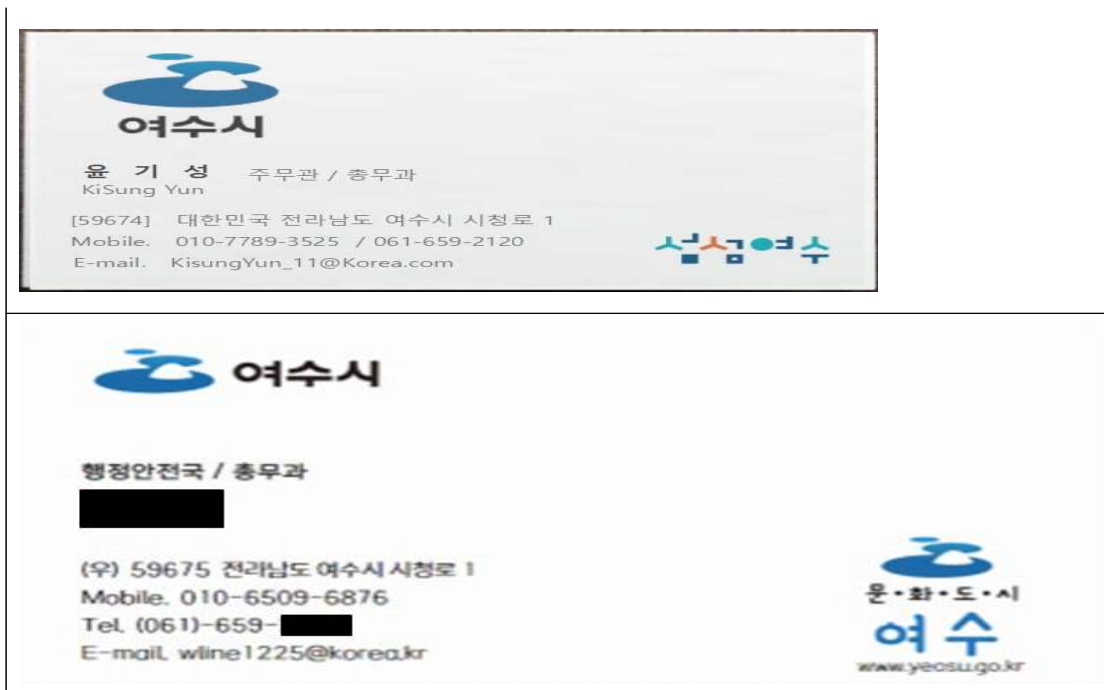 여수시
윤 기 성 주무관 / 총무과
KiSung Yun
[59674] 대한민국 전라남도 여수시 시청로 1
Mobile. 010-7789-3525 / 061-659-2120
E-mail. KisungYun_11@Korea.com
섬섬여수
여수시
행정안전국 / 총무과
(우) 59675 전라남도 여수시 시청로 1
Mobile. 010-6509-6876
Tel. (061)-659-
E-mail. wline1225@korea.kr
문·화·도·시
여수
www.yeosu.go.kr